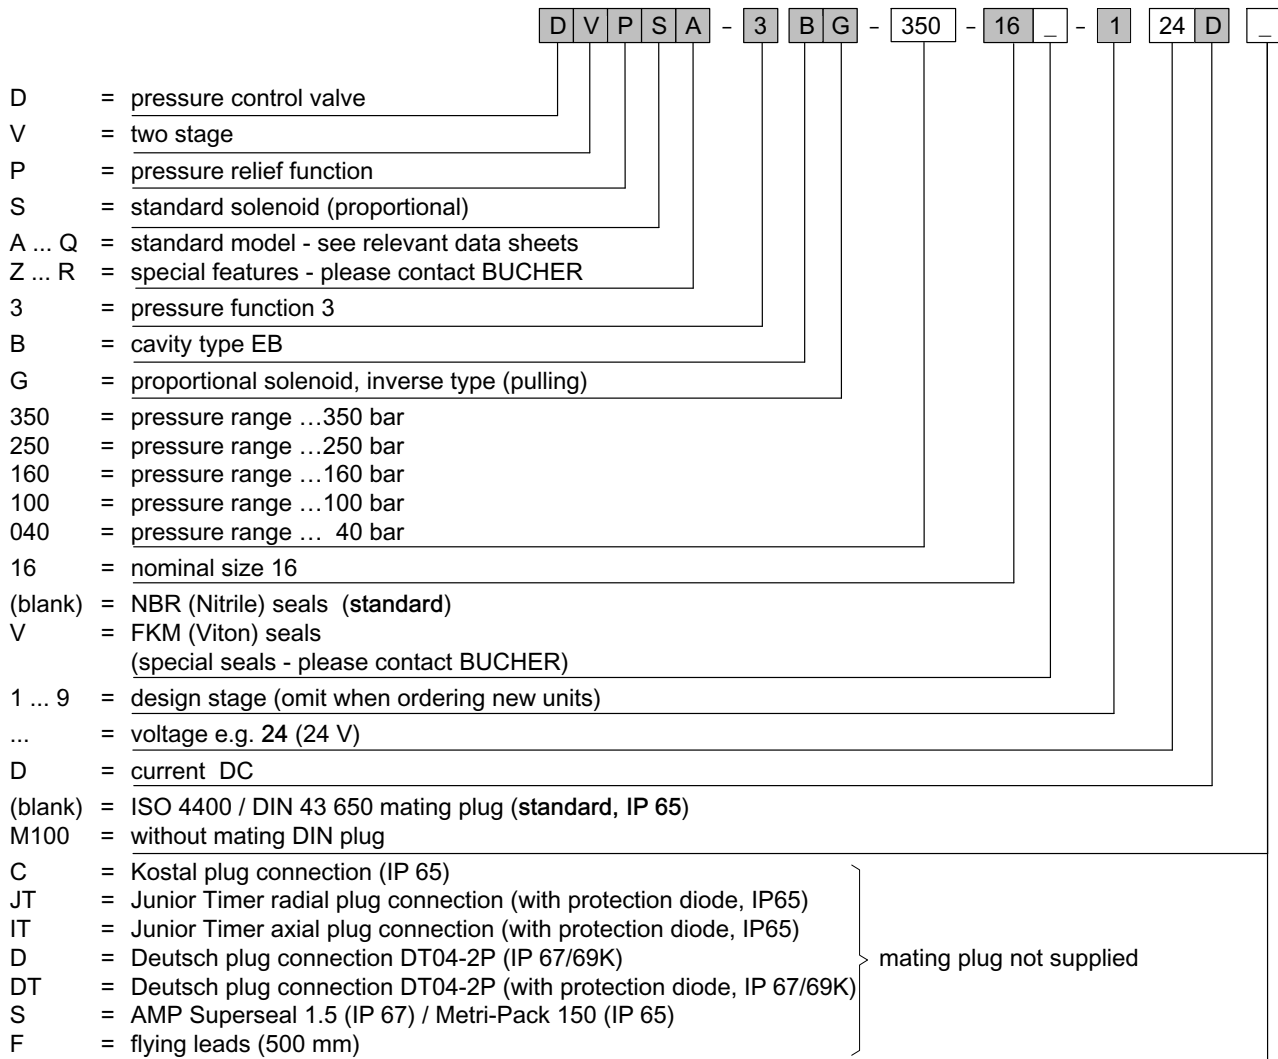 D V P S A - 3 B G - 350 - 16 _ - 1 24 D _
D = pressure control valve
V = two stage
P = pressure relief function
S = standard solenoid (proportional)
A ... Q = standard model - see relevant data sheets
Z ... R = special features - please contact BUCHER
3 = pressure function 3
B = cavity type EB
G = proportional solenoid, inverse type (pulling)
350 = pressure range …350 bar
250 = pressure range …250 bar
160 = pressure range …160 bar
100 = pressure range …100 bar
040 = pressure range … 40 bar
16 = nominal size 16
(blank) = NBR (Nitrile) seals (standard)
V = FKM (Viton) seals
(special seals - please contact BUCHER)
1 ... 9 = design stage (omit when ordering new units)
... = voltage e.g. 24 (24 V)
D = current DC
(blank) = ISO 4400 / DIN 43 650 mating plug (standard, IP 65)
M100 = without mating DIN plug
C = Kostal plug connection (IP 65)
JT = Junior Timer radial plug connection (with protection diode, IP65)
IT = Junior Timer axial plug connection (with protection diode, IP65)
D = Deutsch plug connection DT04-2P (IP 67/69K) mating plug not supplied
DT = Deutsch plug connection DT04-2P (with protection diode, IP 67/69K)
S = AMP Superseal 1.5 (IP 67) / Metri-Pack 150 (IP 65)
F = flying leads (500 mm)